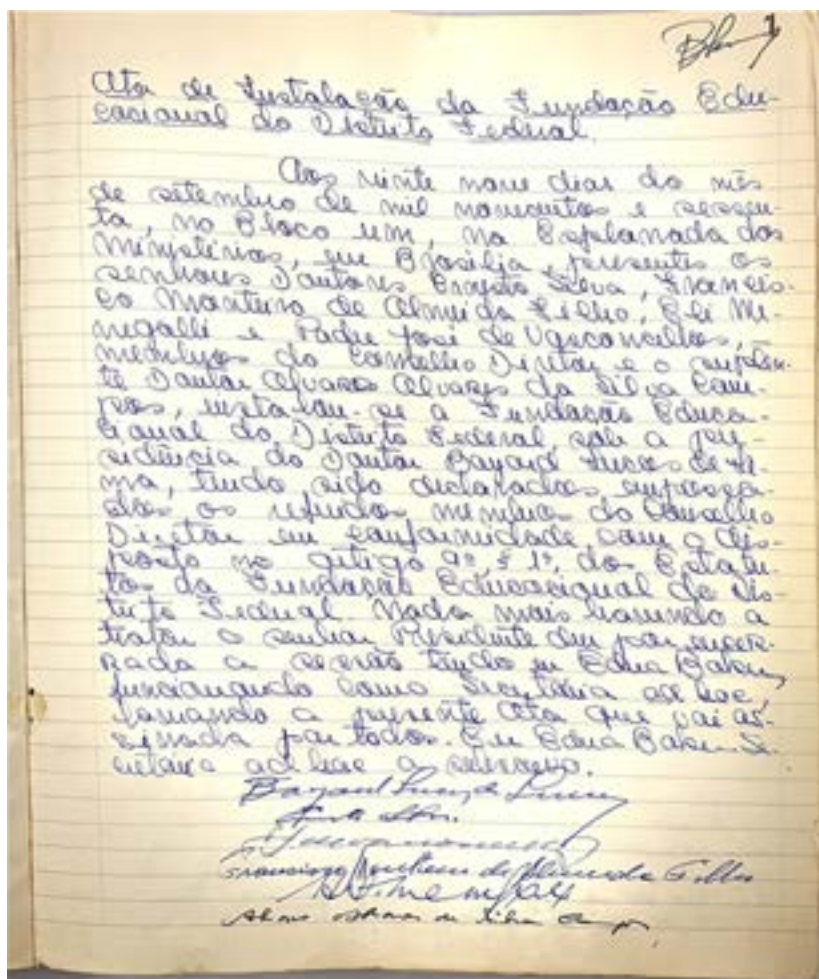 1
Ata de Instalação da Fundação Edu-
cacional do Distrito Federal.
Aos vinte nove dias do mês
de setembro de mil novecentos e sessen-
ta, no Bloco um, na Esplanada dos
Ministérios, em Brasília, presentes os
senhores Doutores Ernesto Silva, Francis-
co Monteiro de Almeida Filho, Eli Me-
negalli e Padre José de Vasconcellos,
membros do Conselho Diretor e o suplen-
te Doutor Alvaro Alvares da Silva Cam-
pos, instalou-se a Fundação Educa-
cional do Distrito Federal, sob a pre-
sidência do Doutor Bayard Lucas de Li-
ma, tendo sido declarados empossa-
dos os referidos membros do Conselho
Diretor em conformidade com o dis-
posto no artigo 9º, § 1º, dos Estatu-
tos da Fundação Educacional do Dis-
trito Federal. Nada mais havendo a
tratar o senhor Presidente deu por encer-
rada a sessão tendo eu Edna Baker,
funcionando como Secretária ad hoc,
a presente Ata que vai as-
sinada por todos. Eu Edna Baker Se-
cretária ad hoc a
Bayard Lucas de Lima
Francisco Monteiro de Almeida Filho
Alvaro Alvares da Silva Campos